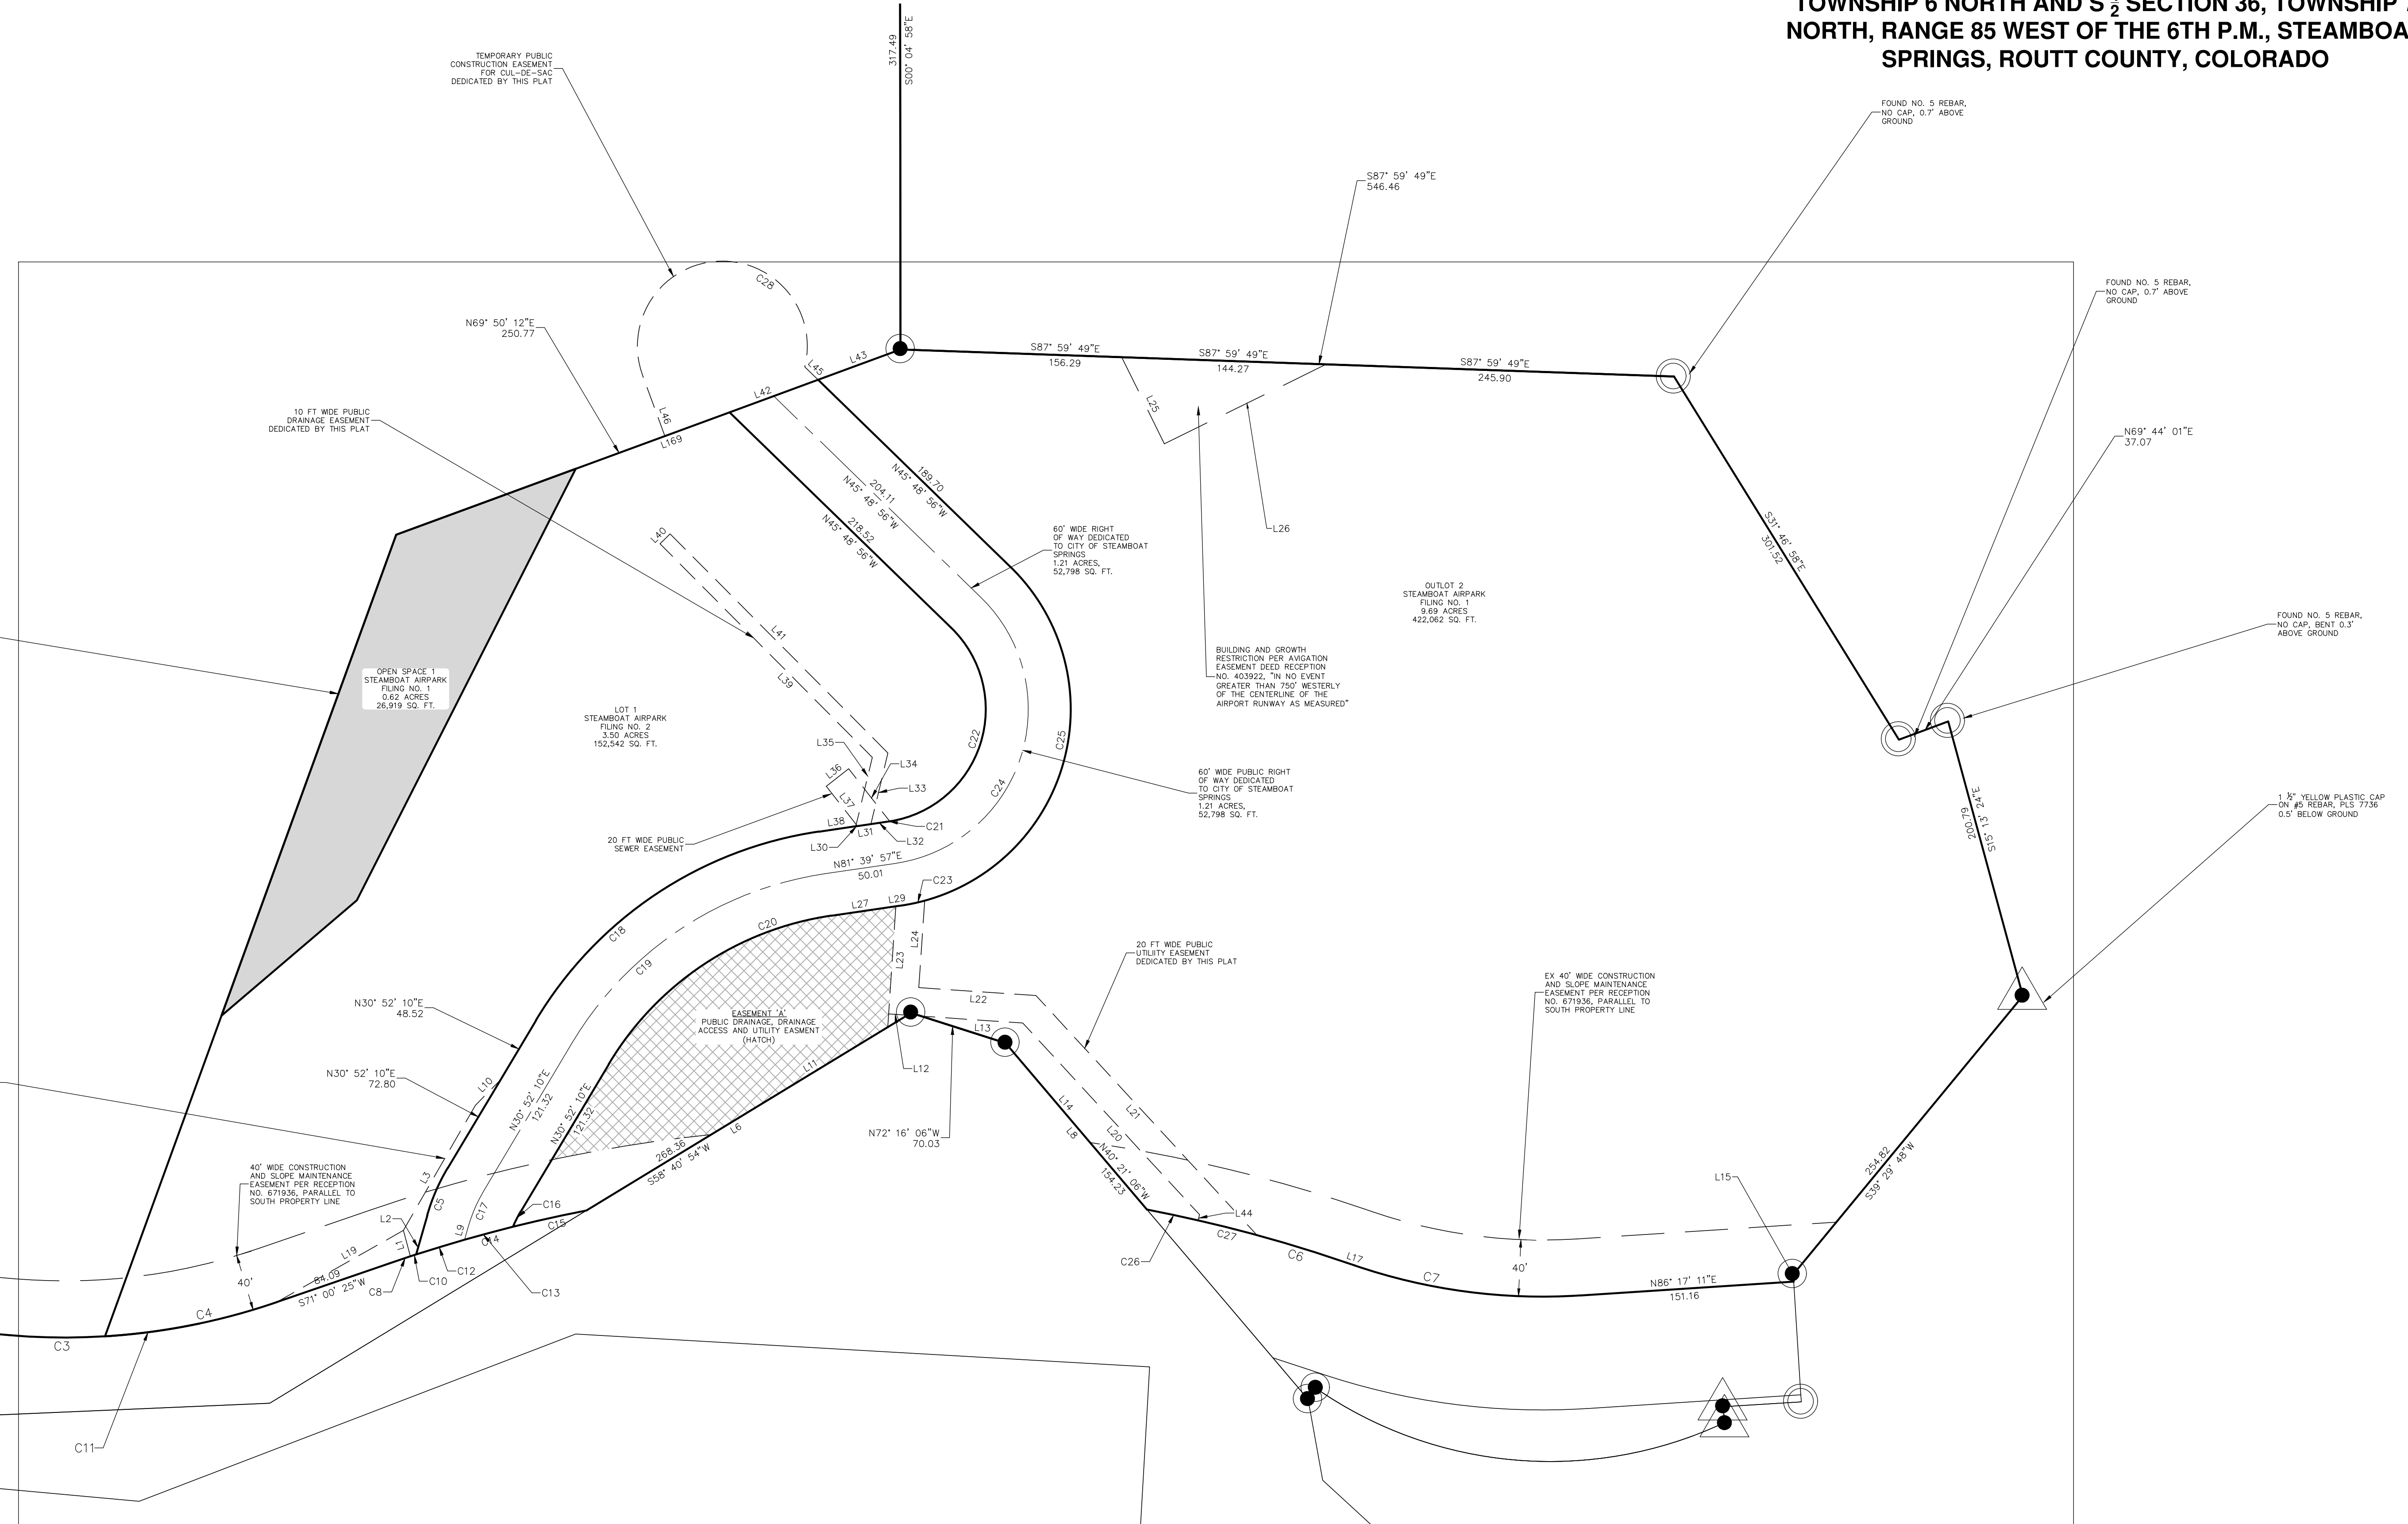 TOWNSHIP 6 NORTH AND S ½ SECTION 36, TOWNSHIP
NORTH, RANGE 85 WEST OF THE 6TH P.M., STEAMBOA
SPRINGS, ROUTT COUNTY, COLORADO
317.49
S00° 04' 58"E
TEMPORARY PUBLIC
CONSTRUCTION EASEMENT
FOR CUL-DE-SAC
DEDICATED BY THIS PLAT
FOUND NO. 5 REBAR,
NO CAP, 0.7' ABOVE
GROUND
S87° 59' 49"E
546.46
C28
FOUND NO. 5 REBAR,
NO CAP, 0.7' ABOVE
GROUND
N69° 50' 12"E
250.77
L43
L45
L42
L46
L169
S87° 59' 49"E
156.29
S87° 59' 49"E
144.27
S87° 59' 49"E
245.90
L25
L26
10 FT WIDE PUBLIC
DRAINAGE EASEMENT
DEDICATED BY THIS PLAT
N69° 44' 01"E
37.07
189.70
N45° 48' 56"W
204.11
N45° 48' 56"W
218.52
N45° 48' 56"W
L40
L41
L39
60' WIDE RIGHT
OF WAY DEDICATED
TO CITY OF STEAMBOAT
SPRINGS
1.21 ACRES,
52,798 SQ. FT.
S31° 46' 58"E
301.52
OUTLOT 2
STEAMBOAT AIRPARK
FILING NO. 1
9.69 ACRES
422,062 SQ. FT.
FOUND NO. 5 REBAR,
NO CAP, BENT 0.3'
ABOVE GROUND
BUILDING AND GROWTH
RESTRICTION PER AVIGATION
EASEMENT DEED RECEPTION
NO. 403922, "IN NO EVENT
GREATER THAN 750' WESTERLY
OF THE CENTERLINE OF THE
AIRPORT RUNWAY AS MEASURED"
OPEN SPACE 1
STEAMBOAT AIRPARK
FILING NO. 1
0.62 ACRES
26,919 SQ. FT.
LOT 1
STEAMBOAT AIRPARK
FILING NO. 2
3.50 ACRES
152,542 SQ. FT.
L35
L34
L36
L33
L37
C22
C25
C24
60' WIDE PUBLIC RIGHT
OF WAY DEDICATED
TO CITY OF STEAMBOAT
SPRINGS
1.21 ACRES,
52,798 SQ. FT.
200.79
S15° 13' 24"E
1 ½" YELLOW PLASTIC CAP
ON #5 REBAR, PLS 7736
0.5' BELOW GROUND
L38
L31
C21
L32
L30
20 FT WIDE PUBLIC
SEWER EASEMENT
N81° 39' 57"E
50.01
C23
L27
L29
C20
C18
C19
L24
L23
20 FT WIDE PUBLIC
UTILITY EASEMENT
DEDICATED BY THIS PLAT
EX 40' WIDE CONSTRUCTION
AND SLOPE MAINTENANCE
EASEMENT PER RECEPTION
NO. 671936, PARALLEL TO
SOUTH PROPERTY LINE
N30° 52' 10"E
48.52
L22
EASEMENT 'A'
PUBLIC DRAINAGE, DRAINAGE
ACCESS AND UTILITY EASMENT
(HATCH)
L13
L12
L11
N30° 52' 10"E
72.80
L10
N30° 52' 10"E
121.32
N30° 52' 10"E
121.32
L6
N72° 16' 06"W
70.03
L14
L8
L21
L20
268.36
S58° 40' 54"W
N40° 21' 06"W
154.23
254.82
S39° 29' 48"W
40' WIDE CONSTRUCTION
AND SLOPE MAINTENANCE
EASEMENT PER RECEPTION
NO. 671936, PARALLEL TO
SOUTH PROPERTY LINE
L3
C5
L2
C17
L9
C16
C15
C14
L15
L44
C27
C26
C6
L17
C7
40'
N86° 17' 11"E
151.16
L7
L19
40'
84.09
S71° 00' 25"W
C8
C10
C12
C13
C4
C3
C11